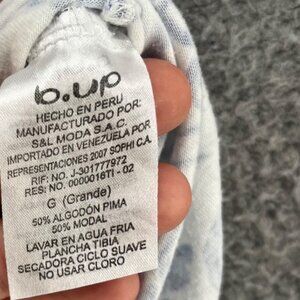 b.up
HECHO EN PERU
MANUFACTURADO POR:
S&L MODA S.A.C.
IMPORTADO EN VENEZUELA POR
REPRESENTACIONES 2007 SOPHI C.A.
RIF: NO. J-301777972
RES: NO. 0000016TI - 02
G (Grande)
50% ALGODÓN PIMA
50% MODAL
LAVAR EN AGUA FRIA
PLANCHA TIBIA
SECADORA CICLO SUAVE
NO USAR CLORO